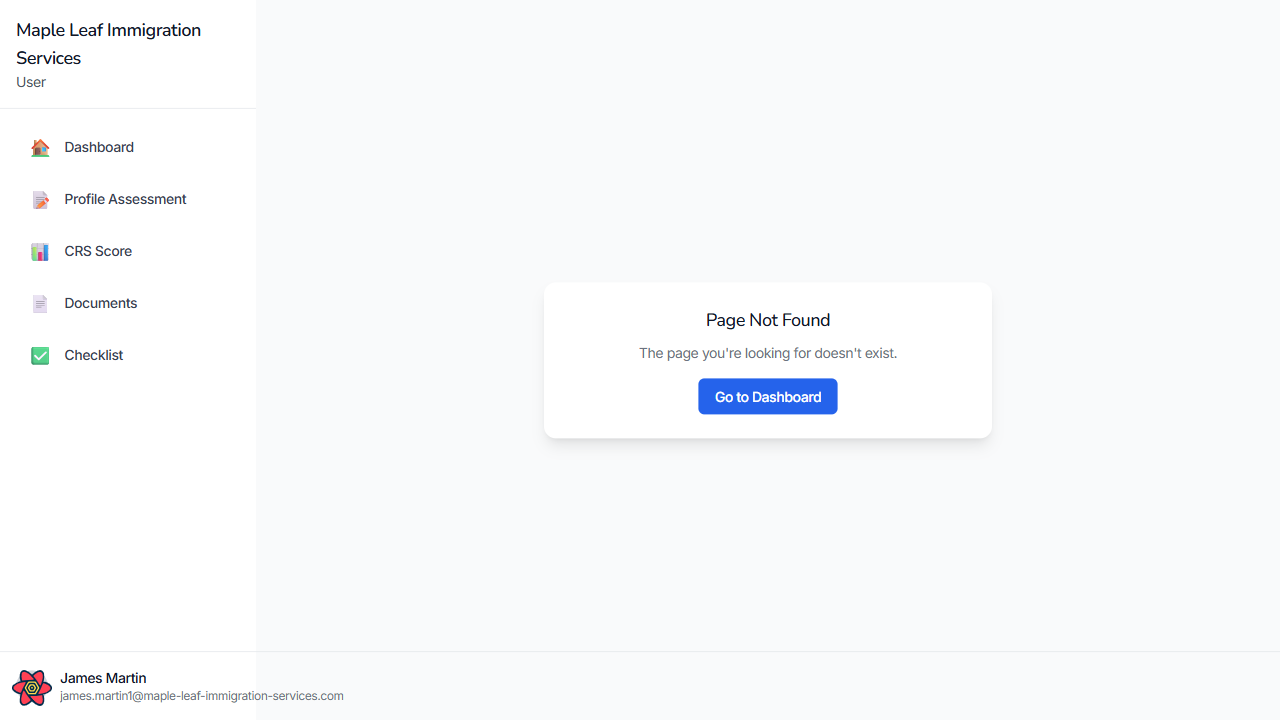 Maple Leaf Immigration
Services
User
Dashboard
Profile Assessment
CRS Score
Documents
Checklist
Page Not Found
The page you're looking for doesn't exist.
Go to Dashboard
James Martin
james.martin1@maple-leaf-immigration-services.com